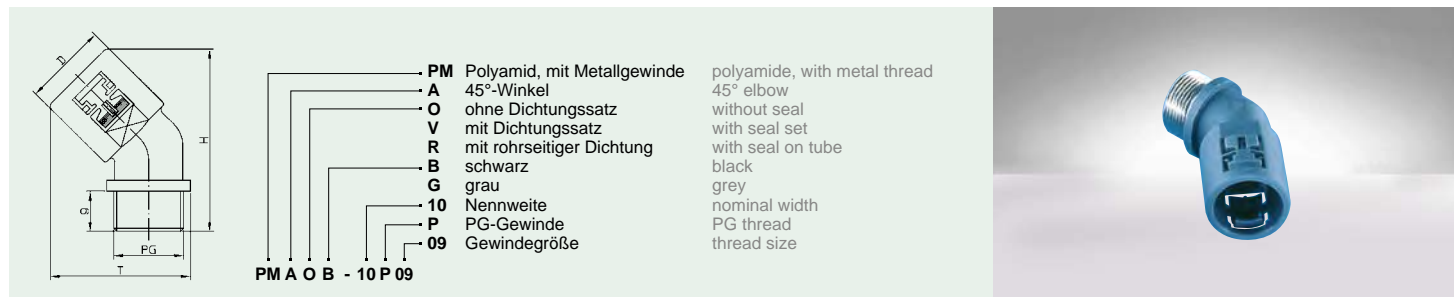 D
H
g
PG
T
PM Polyamid, mit Metallgewinde polyamide, with metal thread
A 45°-Winkel 45° elbow
O ohne Dichtungssatz without seal
V mit Dichtungssatz with seal set
R mit rohrseitiger Dichtung with seal on tube
B schwarz black
G grau grey
10 Nennweite nominal width
P PG-Gewinde PG thread
09 Gewindegröße thread size
PM A O B - 10 P 09